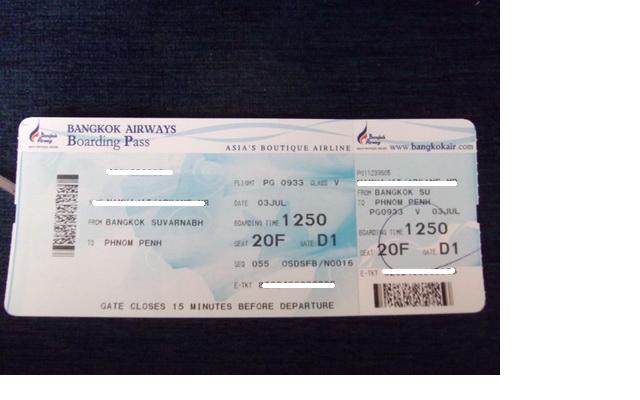 BANGKOK AIRWAYS
Boarding Pass
ASIA'S BOUTIQUE AIRLINE
FLIGHT PG 0933 CLASS V
DATE 03JUL
FROM BANGKOK SUVARNABH
BOARDING TIME 1250
TO PHNOM PENH
SEAT 20F GATE D1
SEQ 055 OSDSFB/N0016
E-TKT
GATE CLOSES 15 MINUTES BEFORE DEPARTURE
Bangkok Airways
www.bangkokair.com
FROM BANGKOK SU
TO PHNOM PENH
PG0933 V 03JUL
BOARDING TIME 1250
SEAT 20F GATE D1
E-TKT